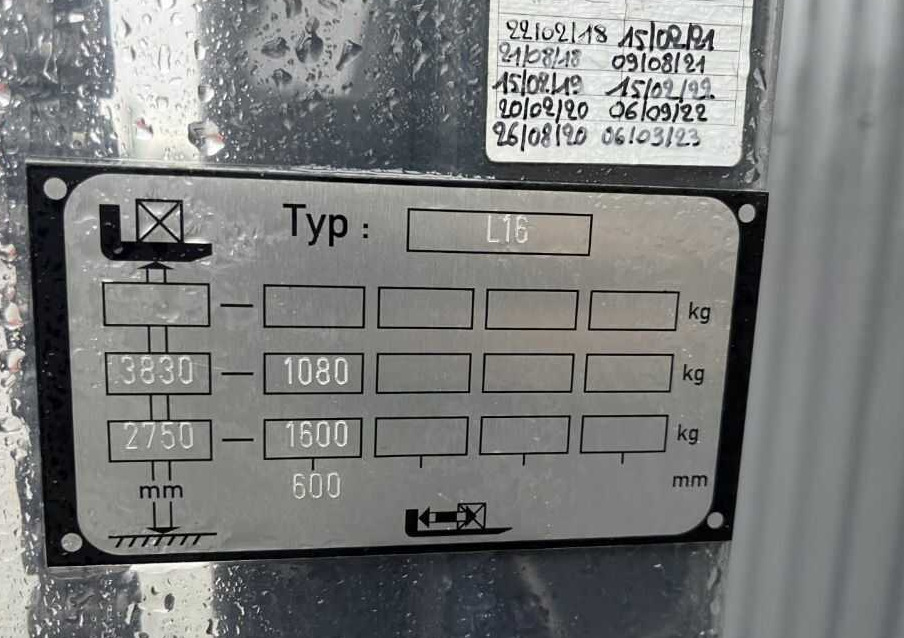 22/02/18 15/02/21
21/08/18 09/08/21
15/02/19 15/02/22
20/02/20 06/09/22
26/08/20 06/03/23
Typ : L16
kg
3830 1080 kg
2750 1600 kg
mm 600 mm